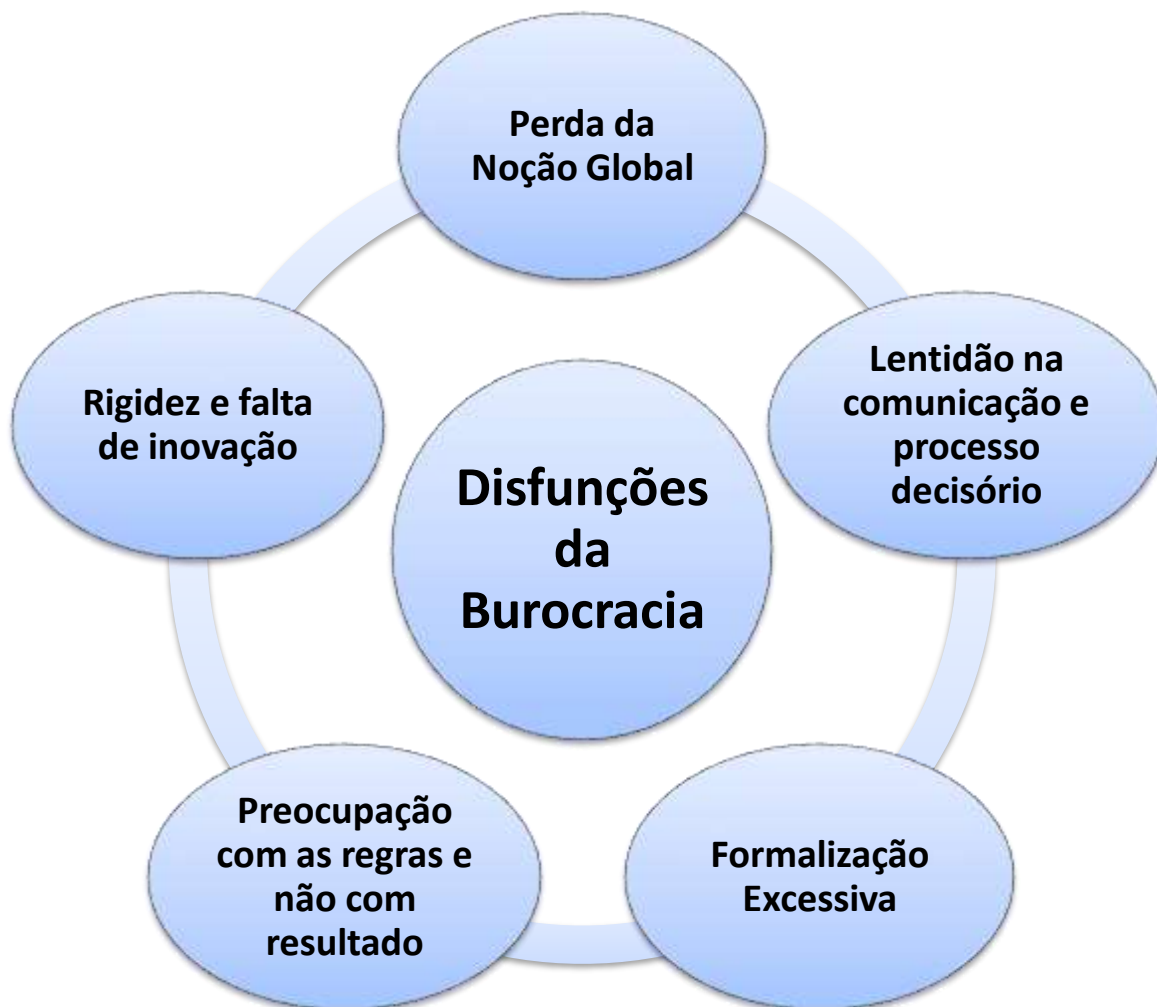 Perda da
Noção Global
Lentidão na
comunicação e
processo
decisório
Formalização
Excessiva
Preocupação
com as regras e
não com
resultado
Rigidez e falta
de inovação
Disfunções
da
Burocracia